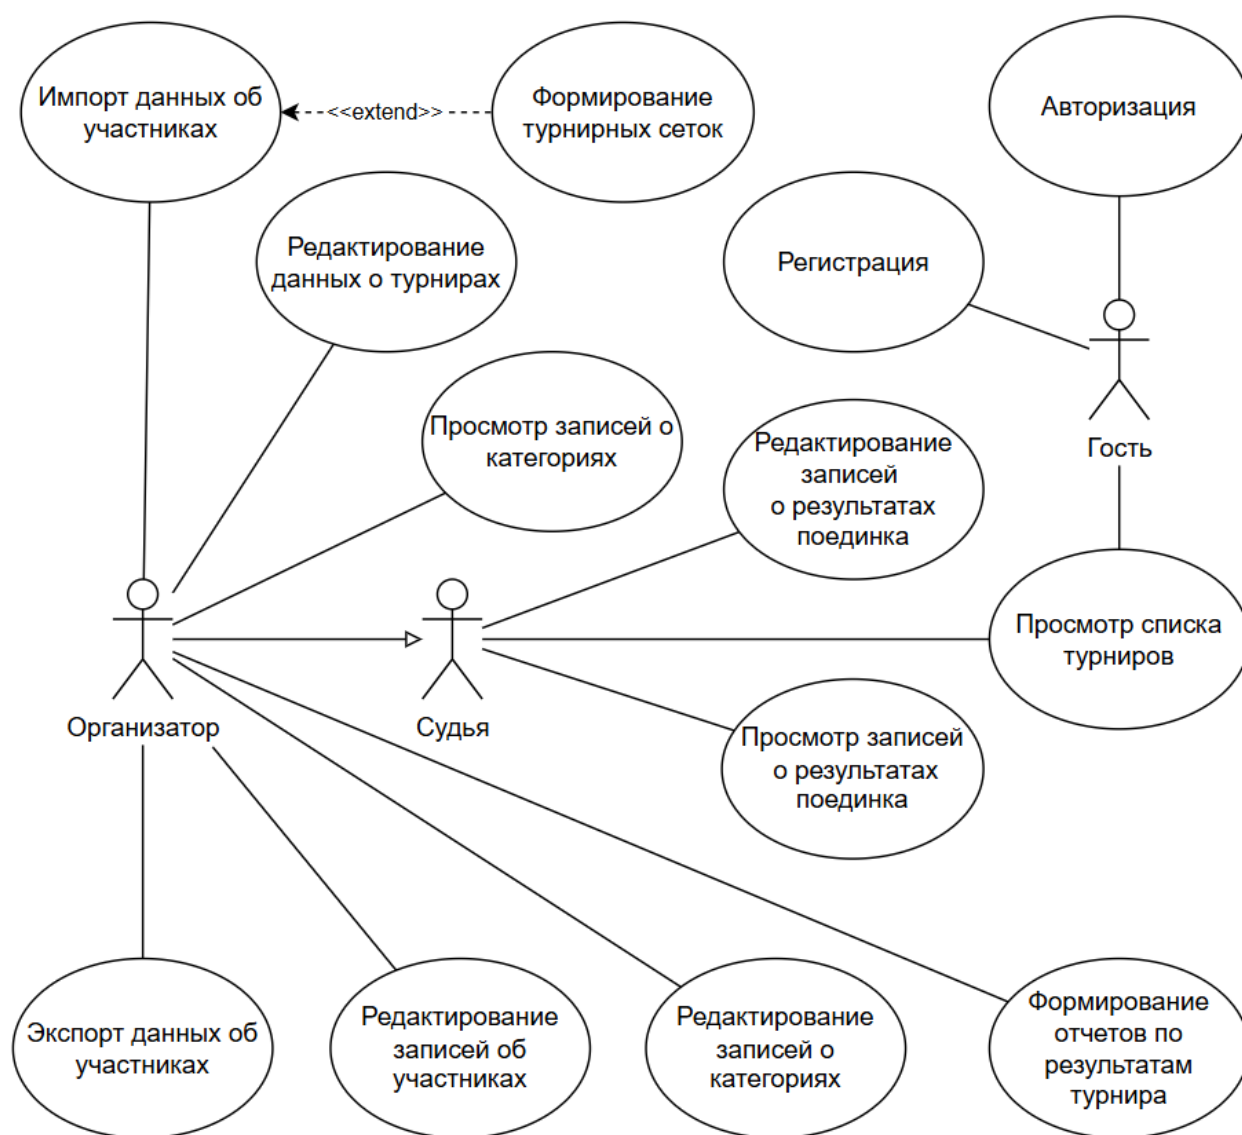 Импорт данных об
участниках
<<extend>>
Формирование
турнирных сеток
Авторизация
Редактирование
данных о турнирах
Регистрация
Просмотр записей о
категориях
Редактирование
записей
о результатах
поединка
Гость
Просмотр списка
турниров
Организатор
Судья
Просмотр записей
о результатах
поединка
Экспорт данных об
участниках
Редактирование
записей об
участниках
Редактирование
записей о
категориях
Формирование
отчетов по
результатам
турнира